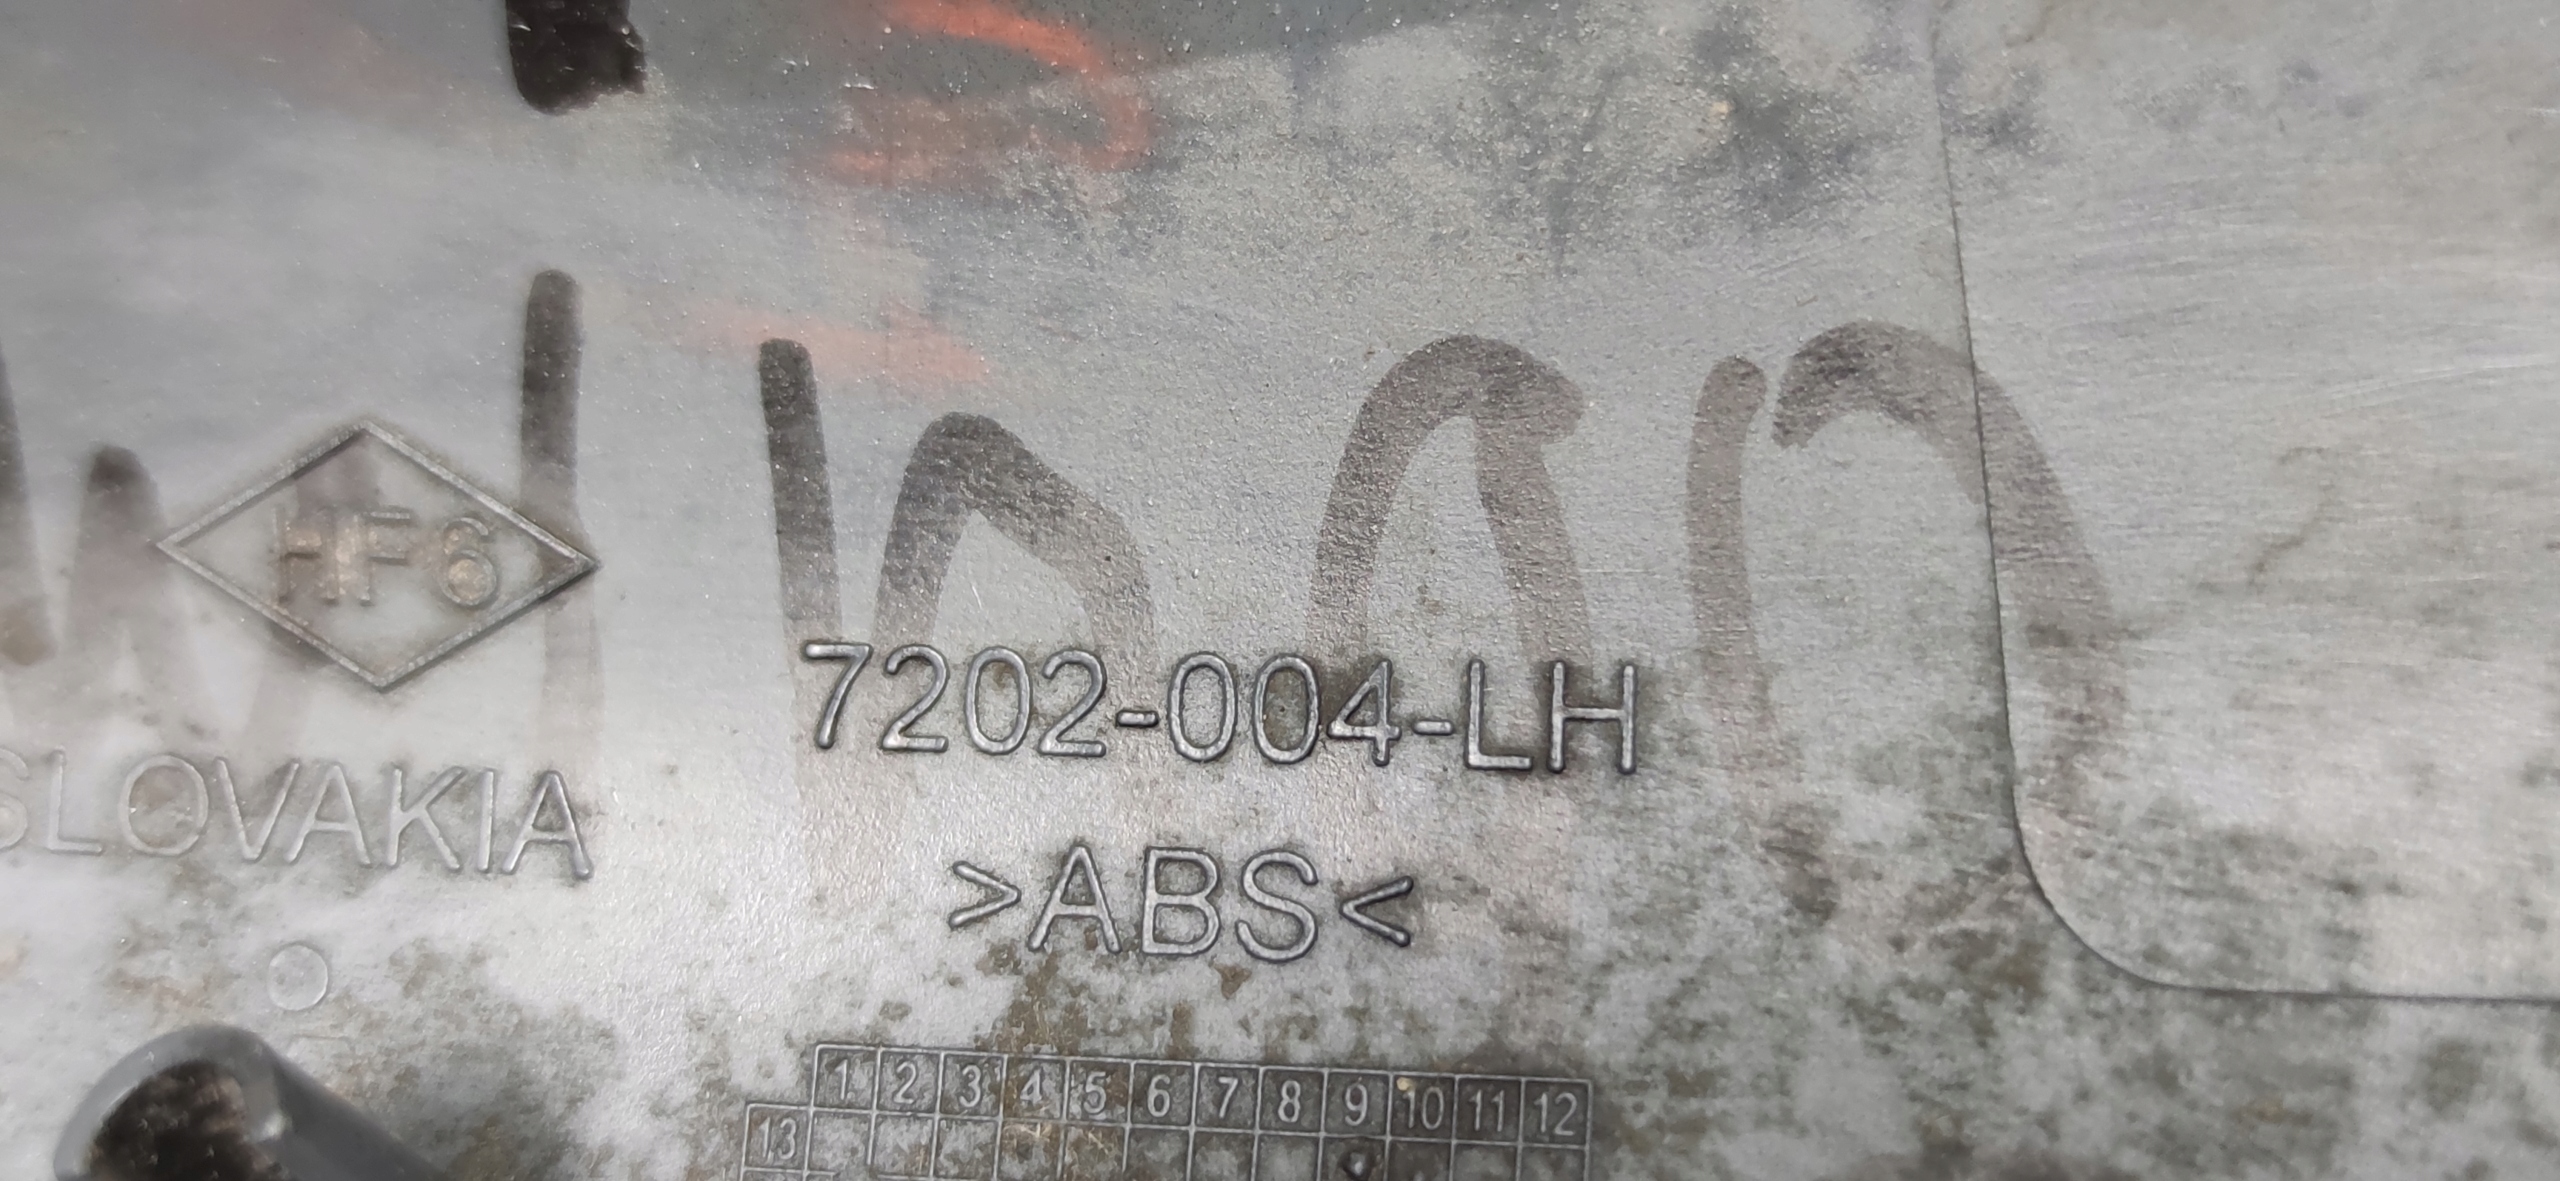 HF6
7202-004-LH
SLOVAKIA
>ABS<
1 2 3 4 5 6 7 8 9 10 11 12
13